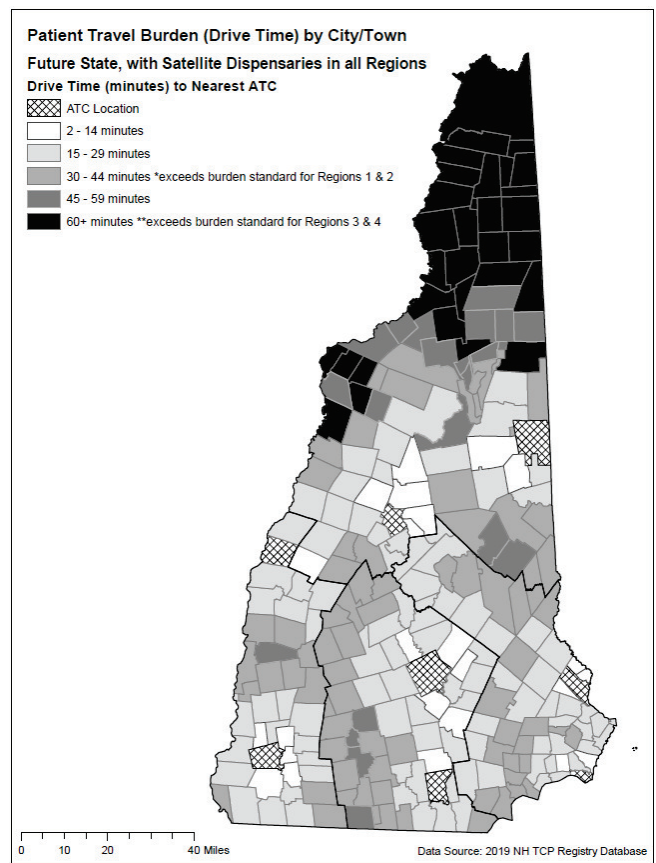 Patient Travel Burden (Drive Time) by City/Town
Future State, with Satellite Dispensaries in all Regions
Drive Time (minutes) to Nearest ATC
ATC Location
2 - 14 minutes
15 - 29 minutes
30 - 44 minutes *exceeds burden standard for Regions 1 & 2
45 - 59 minutes
60+ minutes **exceeds burden standard for Regions 3 & 4
0 10 20 40 Miles
Data Source: 2019 NH TCP Registry Database